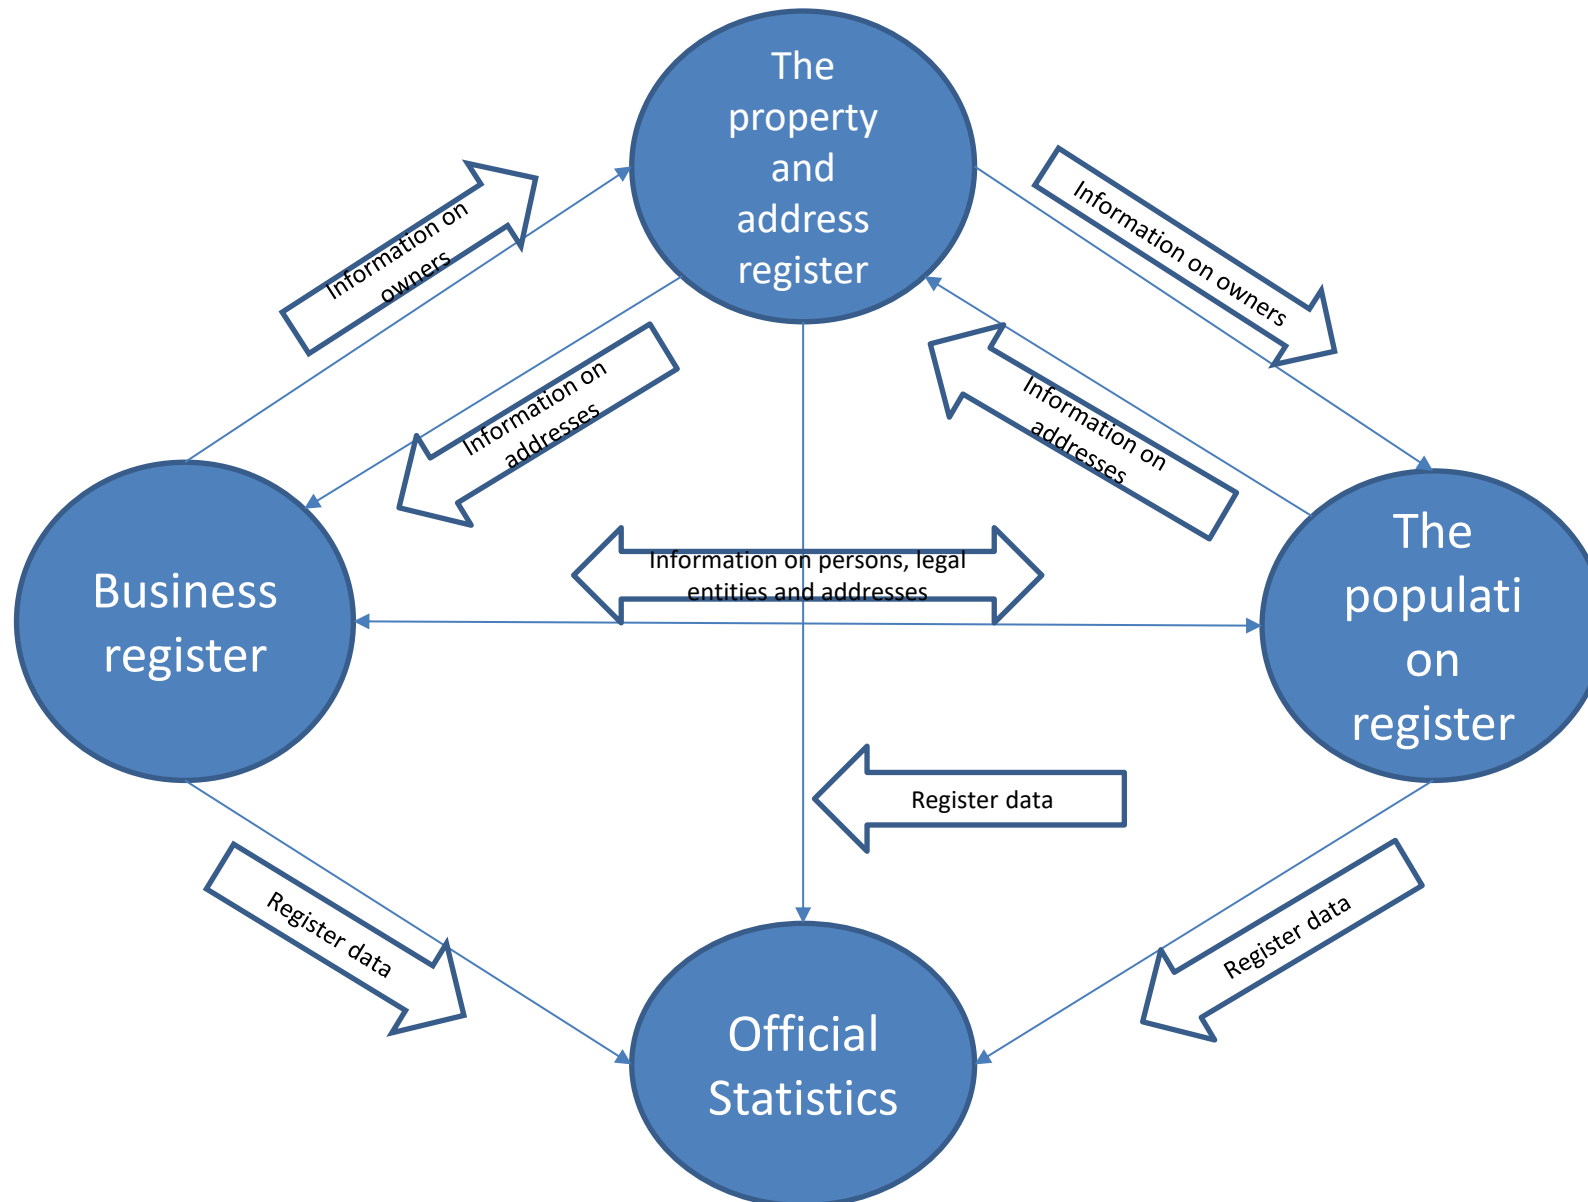 The
property
and
address
register
Information on
owners
Information on owners
Information on
addresses
Information on
addresses
Business
register
Information on persons, legal
entities and addresses
The
populati
on
register
Register data
Register data
Register data
Official
Statistics